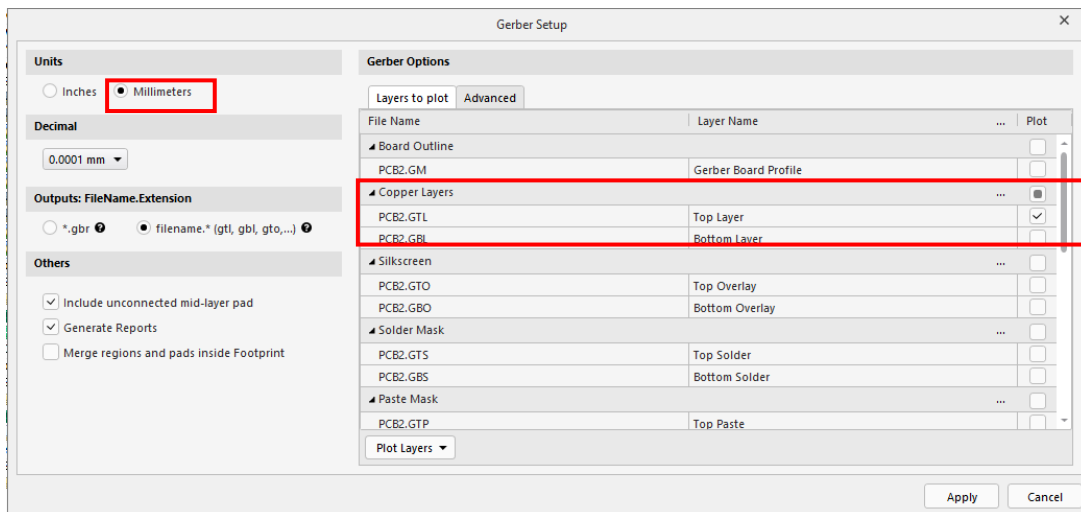 Gerber Setup
Units
Inches Millimeters
Decimal
0.0001 mm
Outputs: FileName.Extension
*.gbr filename.* (gtl, gbl, gto,...)
Others
Include unconnected mid-layer pad
Generate Reports
Merge regions and pads inside Footprint
Gerber Options
Layers to plot Advanced
File Name Layer Name ... Plot
Board Outline
PCB2.GM Gerber Board Profile
Copper Layers ...
PCB2.GTL Top Layer
PCB2.GBL Bottom Layer
Silkscreen ...
PCB2.GTO Top Overlay
PCB2.GBO Bottom Overlay
Solder Mask ...
PCB2.GTS Top Solder
PCB2.GBS Bottom Solder
Paste Mask ...
PCB2.GTP Top Paste
Plot Layers
Apply Cancel